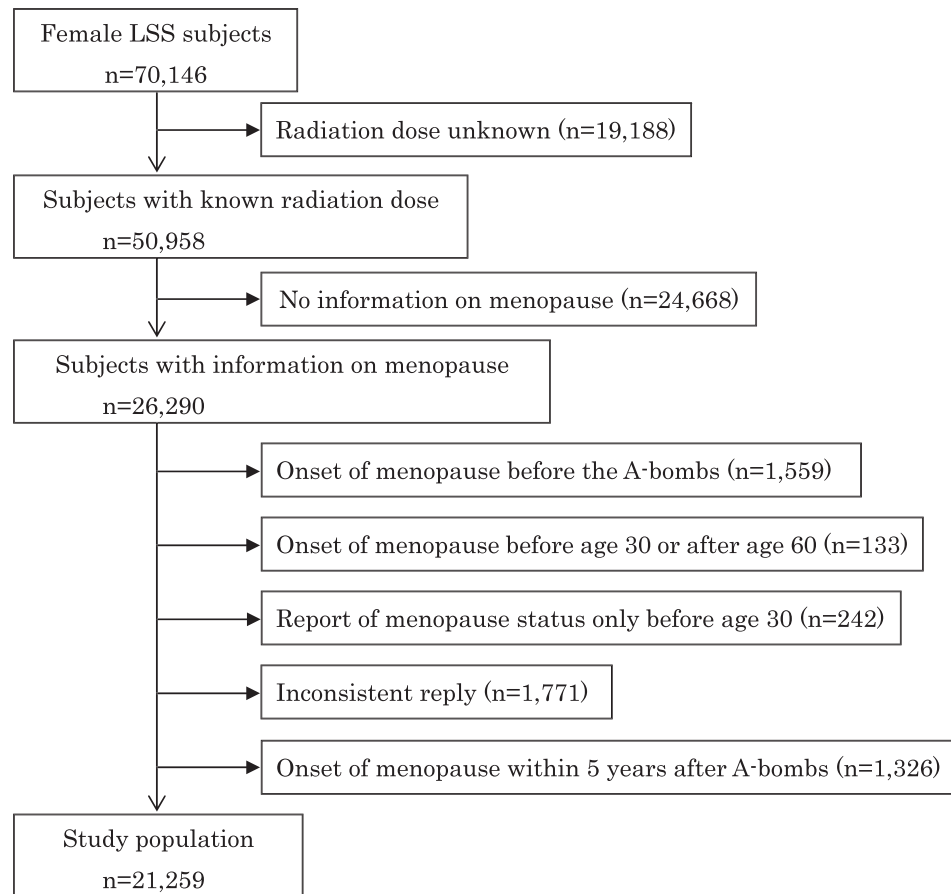 Female LSS subjects
n=70,146
Radiation dose unknown (n=19,188)
Subjects with known radiation dose
n=50,958
No information on menopause (n=24,668)
Subjects with information on menopause
n=26,290
Onset of menopause before the A-bombs (n=1,559)
Onset of menopause before age 30 or after age 60 (n=133)
Report of menopause status only before age 30 (n=242)
Inconsistent reply (n=1,771)
Onset of menopause within 5 years after A-bombs (n=1,326)
Study population
n=21,259